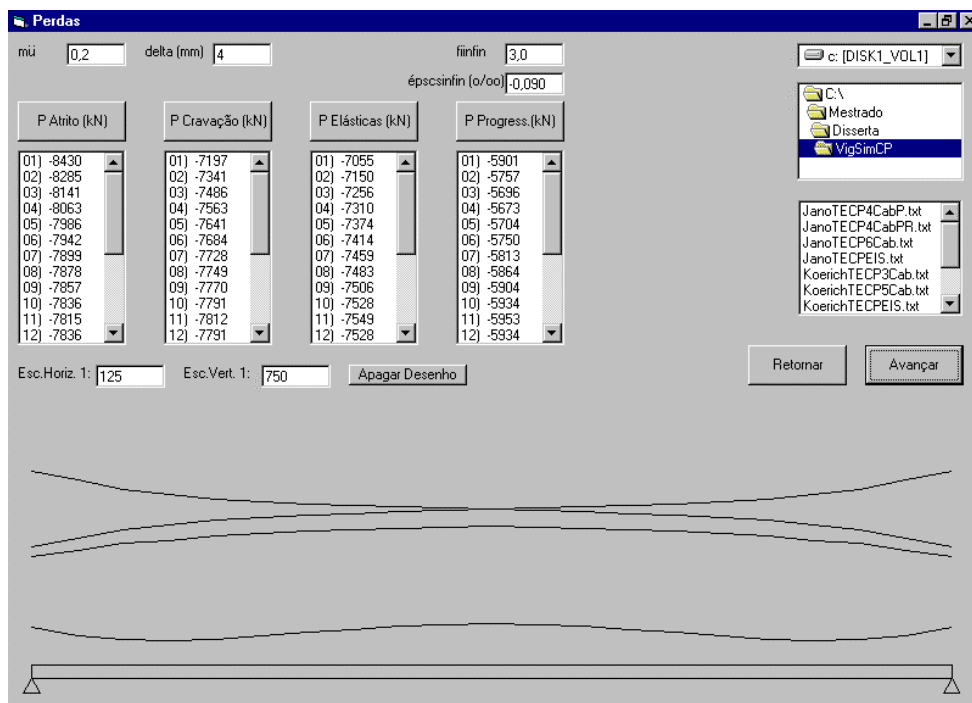 Perdas
mü 0,2 delta (mm) 4 fiinfin 3,0
épscsinfin (o/oo) -0,090
c: [DISK1_VOL1]
C:\
Mestrado
Disserta
VigSimCP
P Atrito (kN) P Cravação (kN) P Elásticas (kN) P Progress.(kN)
01) -8430 01) -7197 01) -7055 01) -5901
02) -8285 02) -7341 02) -7150 02) -5757
03) -8141 03) -7486 03) -7256 03) -5696
04) -8063 04) -7563 04) -7310 04) -5673
05) -7986 05) -7641 05) -7374 05) -5704
06) -7942 06) -7684 06) -7414 06) -5750
07) -7899 07) -7728 07) -7459 07) -5813
08) -7878 08) -7749 08) -7483 08) -5864
09) -7857 09) -7770 09) -7506 09) -5904
10) -7836 10) -7791 10) -7528 10) -5934
11) -7815 11) -7812 11) -7549 11) -5953
12) -7836 12) -7791 12) -7528 12) -5934
JanoTECP4CabP.txt
JanoTECP4CabPR.txt
JanoTECP6Cab.txt
JanoTECPEIS.txt
KoerichTECP3Cab.txt
KoerichTECP5Cab.txt
KoerichTECPEIS.txt
Esc.Horiz. 1: 125 Esc.Vert. 1: 750 Apagar Desenho
Retornar Avançar